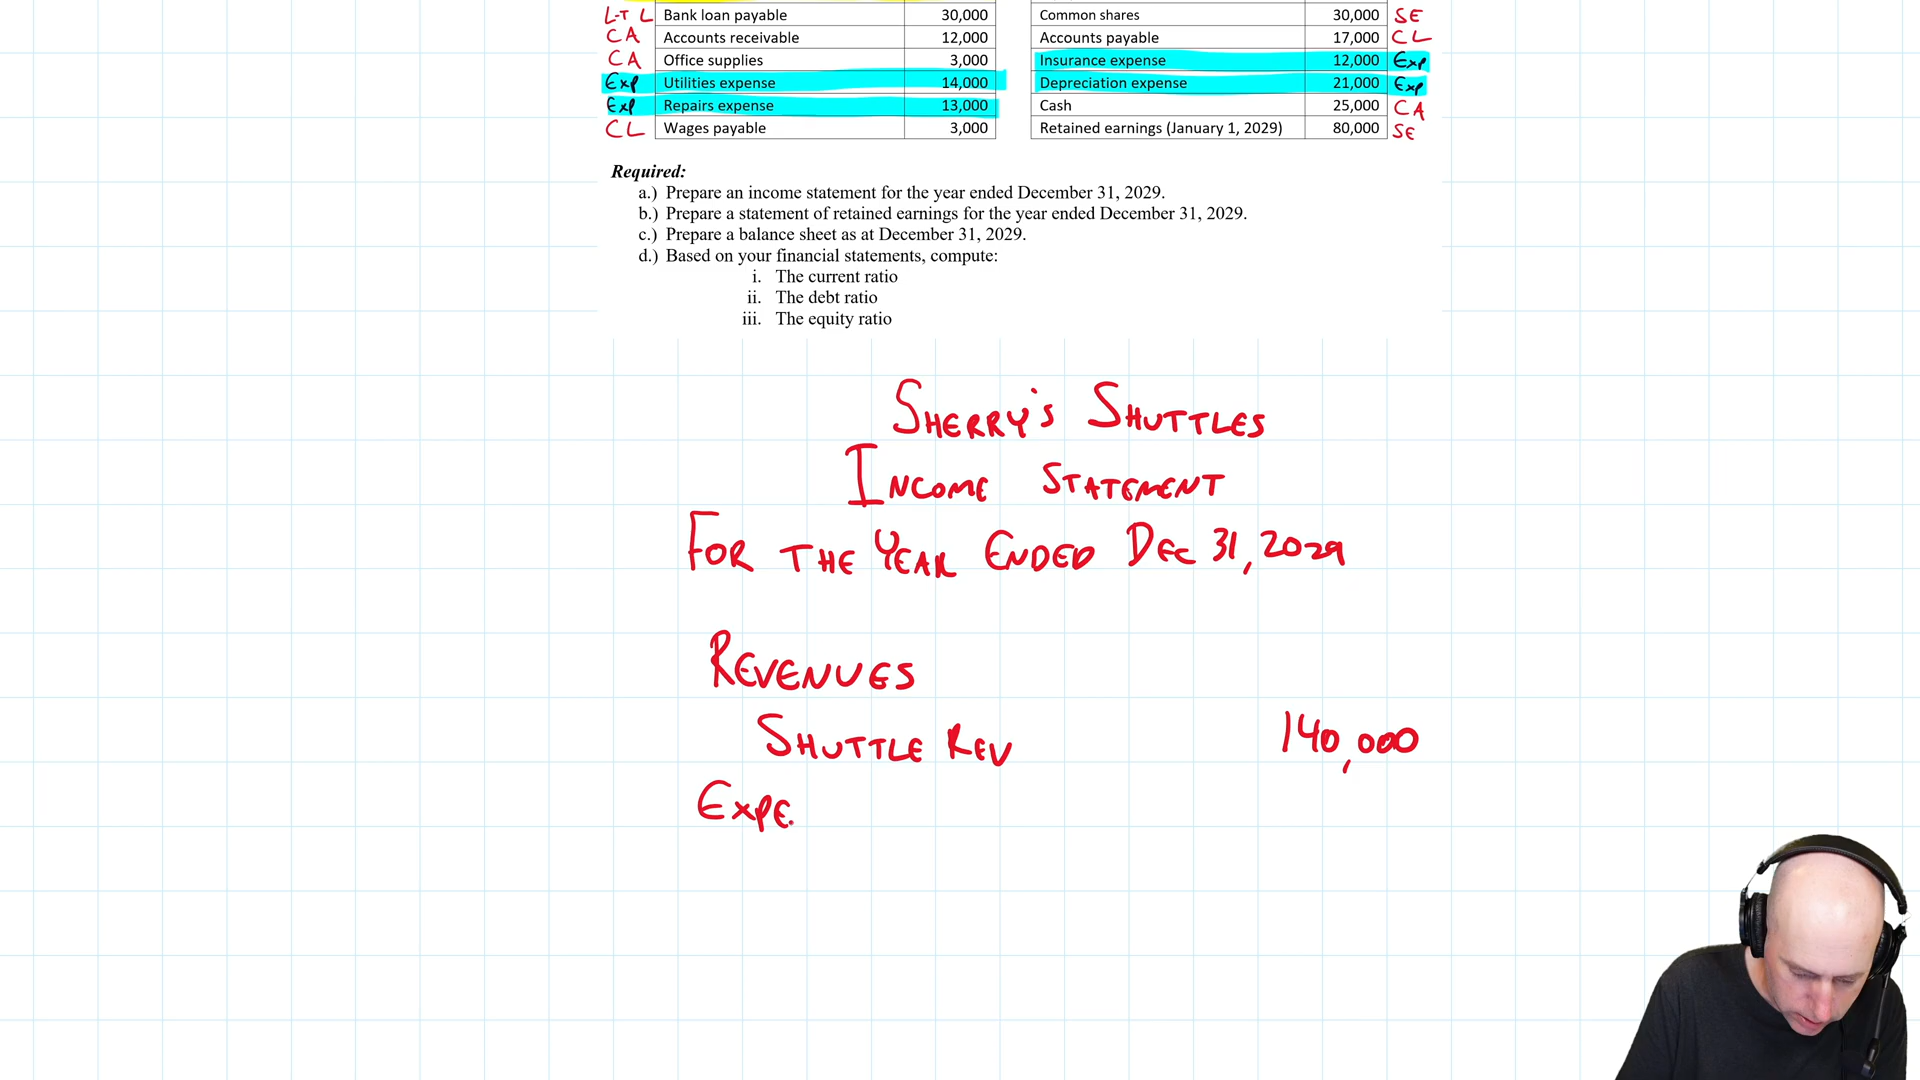 L-T L Bank loan payable 30,000 Common shares 30,000 SE
CA Accounts receivable 12,000 Accounts payable 17,000 CL
CA Office supplies 3,000 Insurance expense 12,000 Exp
Exp Utilities expense 14,000 Depreciation expense 21,000 Exp
Exp Repairs expense 13,000 Cash 25,000 CA
CL Wages payable 3,000 Retained earnings (January 1, 2029) 80,000 SE
Required:
a.) Prepare an income statement for the year ended December 31, 2029.
b.) Prepare a statement of retained earnings for the year ended December 31, 2029.
c.) Prepare a balance sheet as at December 31, 2029.
d.) Based on your financial statements, compute:
i. The current ratio
ii. The debt ratio
iii. The equity ratio
SHERRY'S SHUTTLES
INCOME STATEMENT
FOR THE YEAR ENDED DEC 31, 2029
REVENUES
SHUTTLE REV 140,000
EXPE